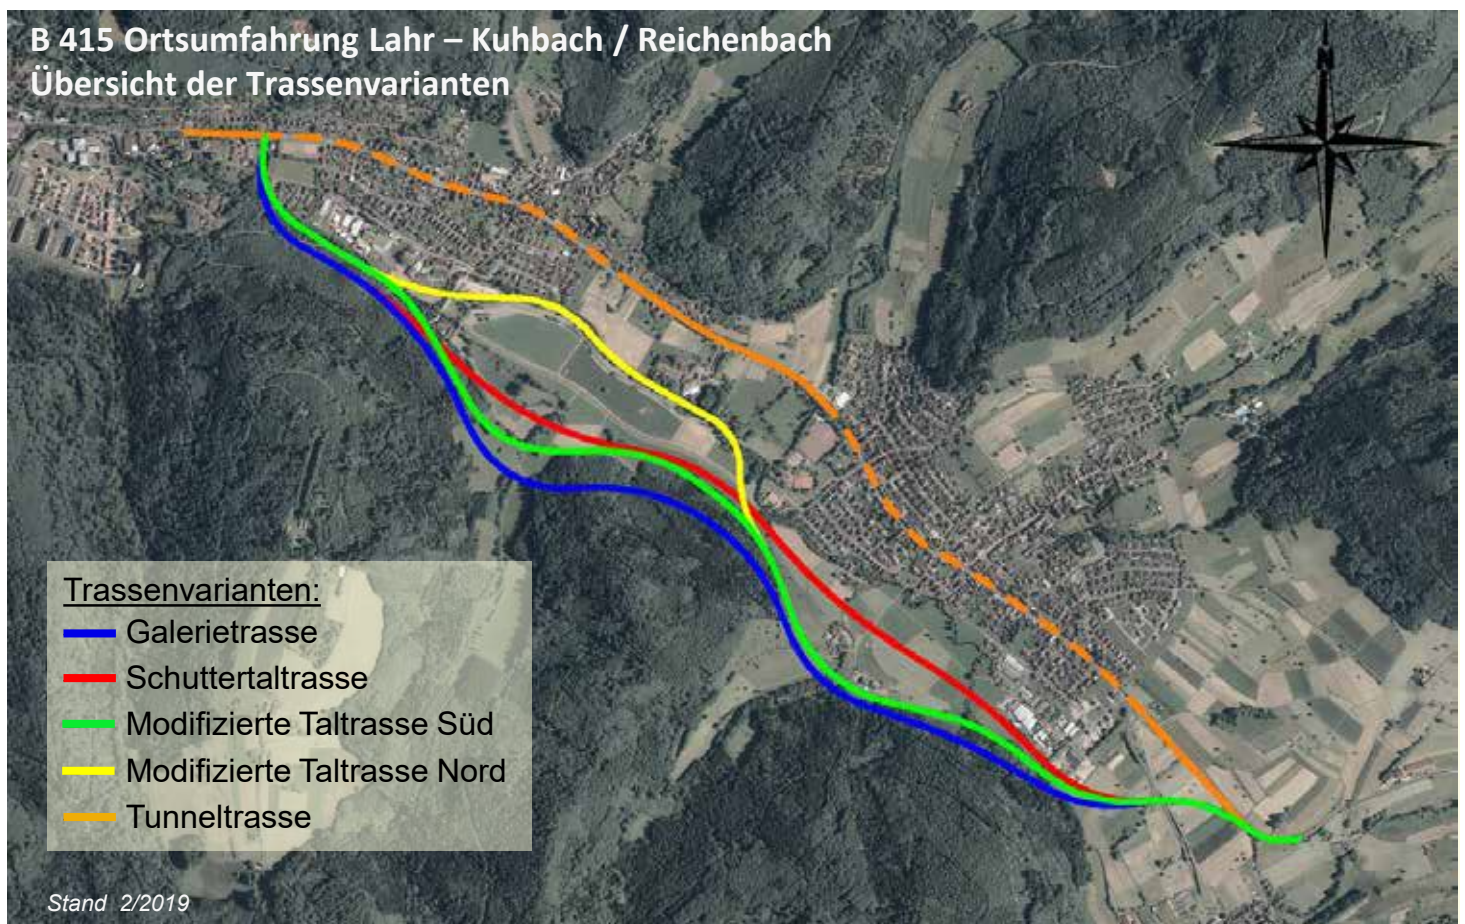 B 415 Ortsumfahrung Lahr – Kuhbach / Reichenbach
Übersicht der Trassenvarianten
N
Trassenvarianten:
Galerietrasse
Schuttertaltrasse
Modifizierte Taltrasse Süd
Modifizierte Taltrasse Nord
Tunneltrasse
Stand 2/2019